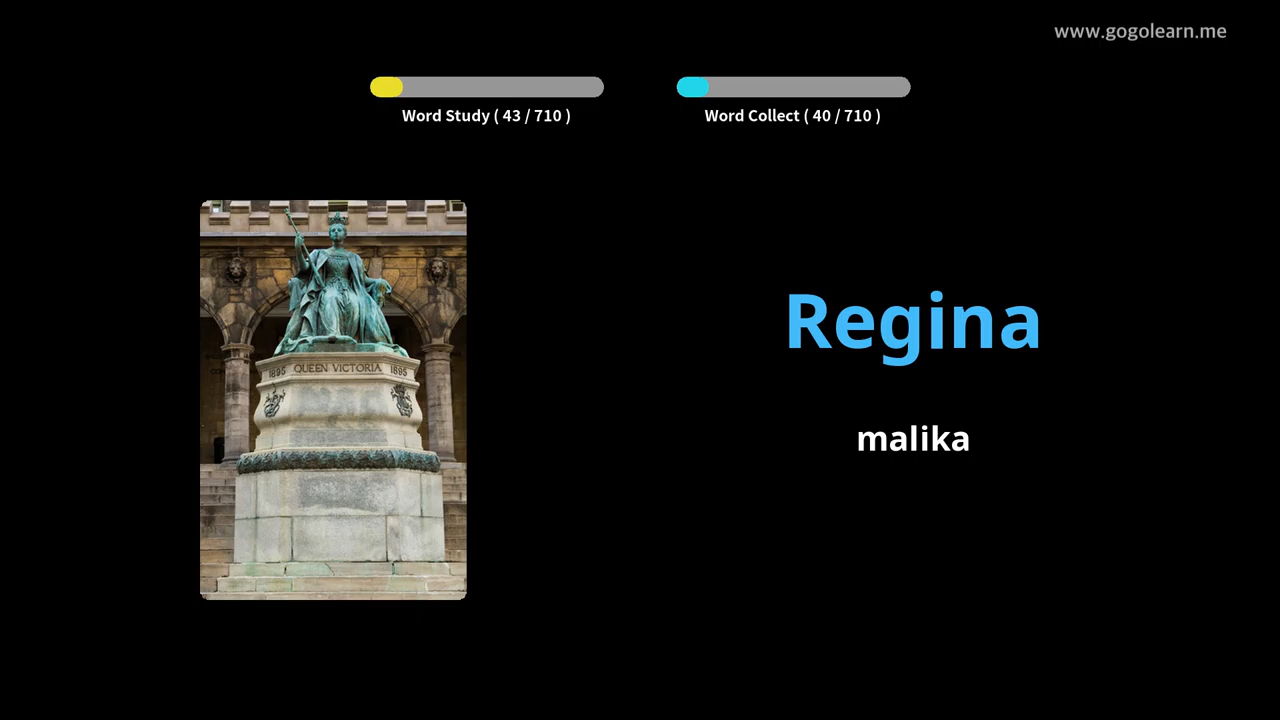 www.gogolearn.me
Word Study ( 43 / 710 )
Word Collect ( 40 / 710 )
1895 QUEEN VICTORIA 1895
Regina
malika